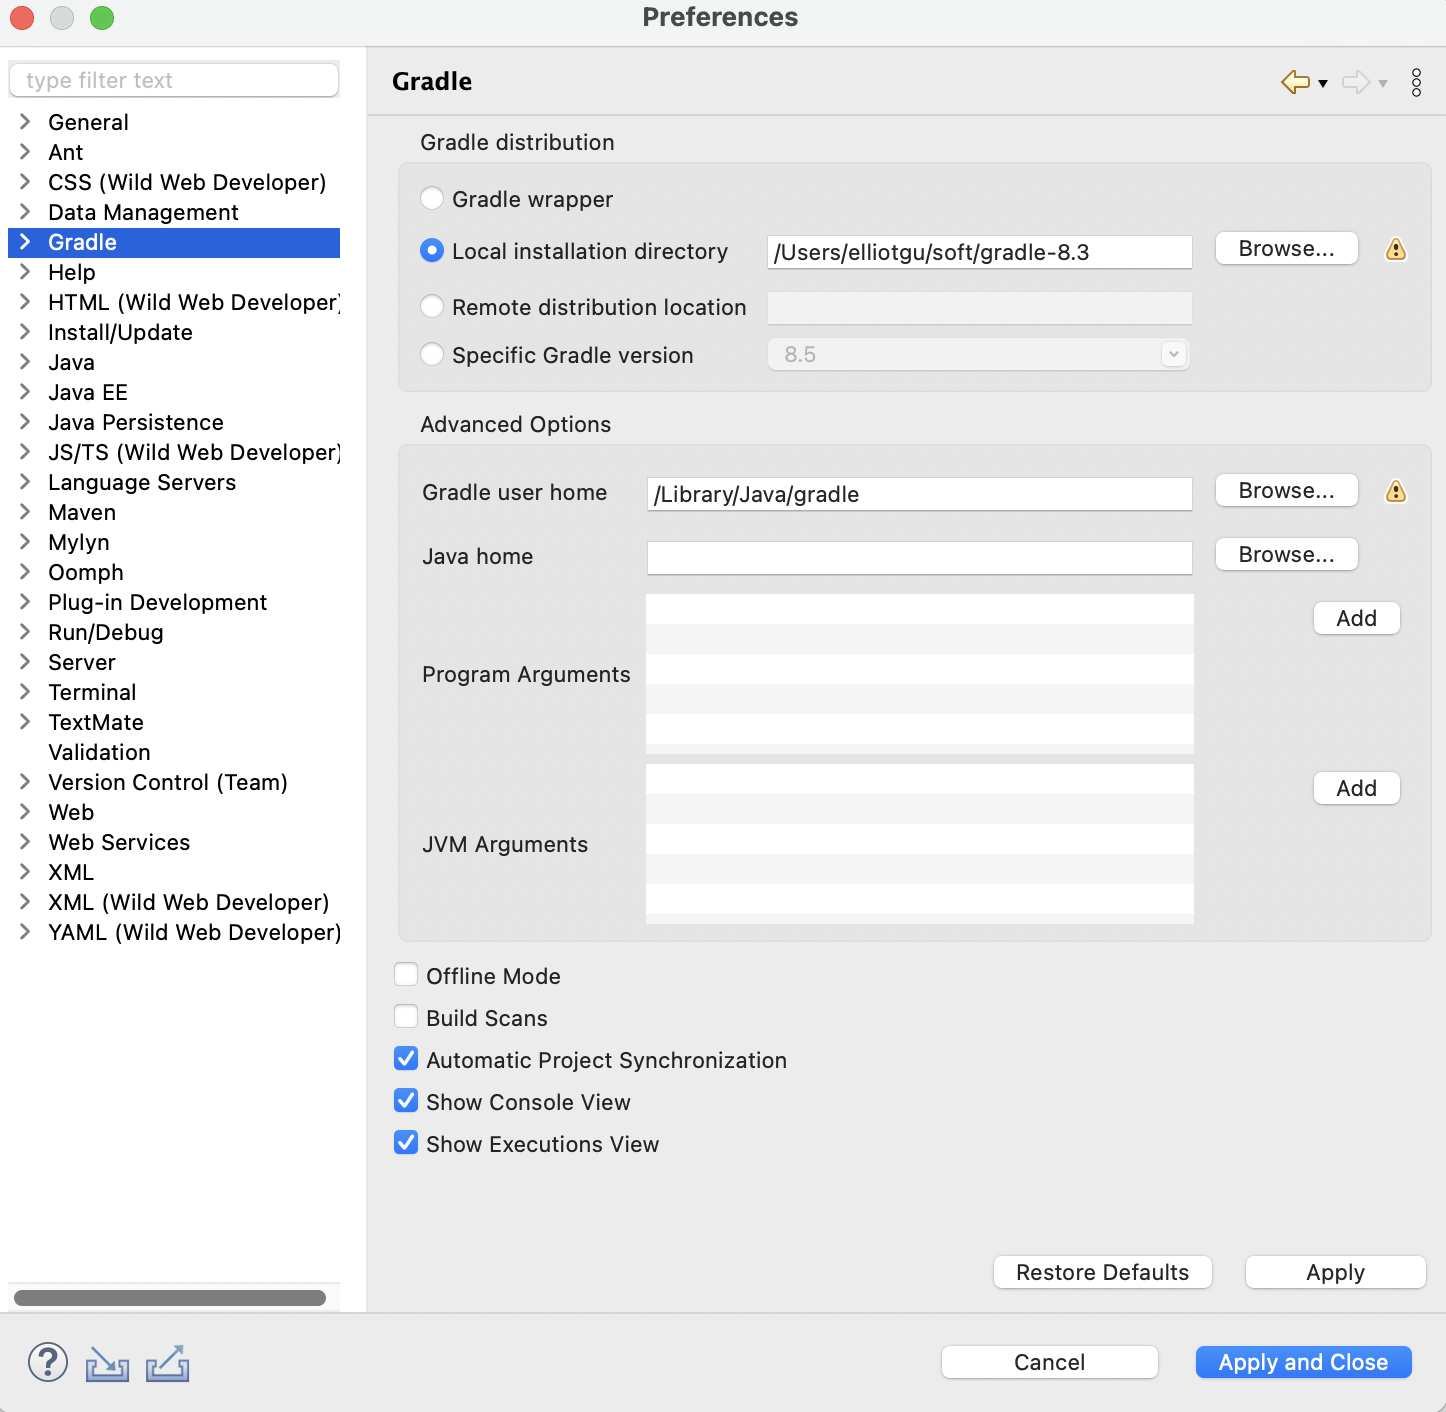 Preferences
type filter text
General
Ant
CSS (Wild Web Developer)
Data Management
Gradle
Help
HTML (Wild Web Developer)
Install/Update
Java
Java EE
Java Persistence
JS/TS (Wild Web Developer)
Language Servers
Maven
Mylyn
Oomph
Plug-in Development
Run/Debug
Server
Terminal
TextMate
Validation
Version Control (Team)
Web
Web Services
XML
XML (Wild Web Developer)
YAML (Wild Web Developer)
Gradle
Gradle distribution
Gradle wrapper
Local installation directory /Users/elliotgu/soft/gradle-8.3 Browse...
Remote distribution location
Specific Gradle version 8.5
Advanced Options
Gradle user home /Library/Java/gradle Browse...
Java home Browse...
Add
Program Arguments
Add
JVM Arguments
Offline Mode
Build Scans
Automatic Project Synchronization
Show Console View
Show Executions View
Restore Defaults Apply
? Cancel Apply and Close